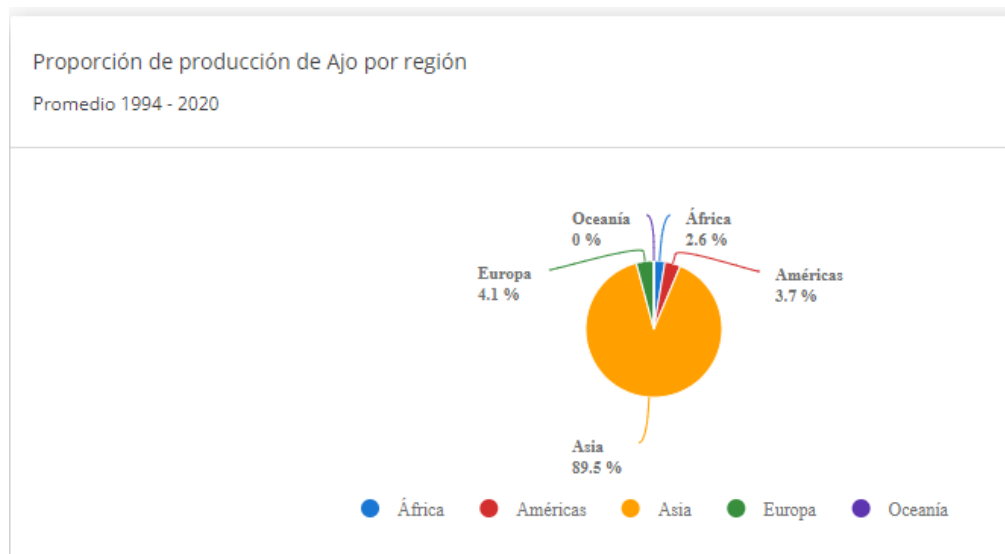 Proporción de producción de Ajo por región
Promedio 1994 - 2020
Oceanía
0 %
África
2.6 %
Europa
4.1 %
Américas
3.7 %
Asia
89.5 %
África Américas Asia Europa Oceanía